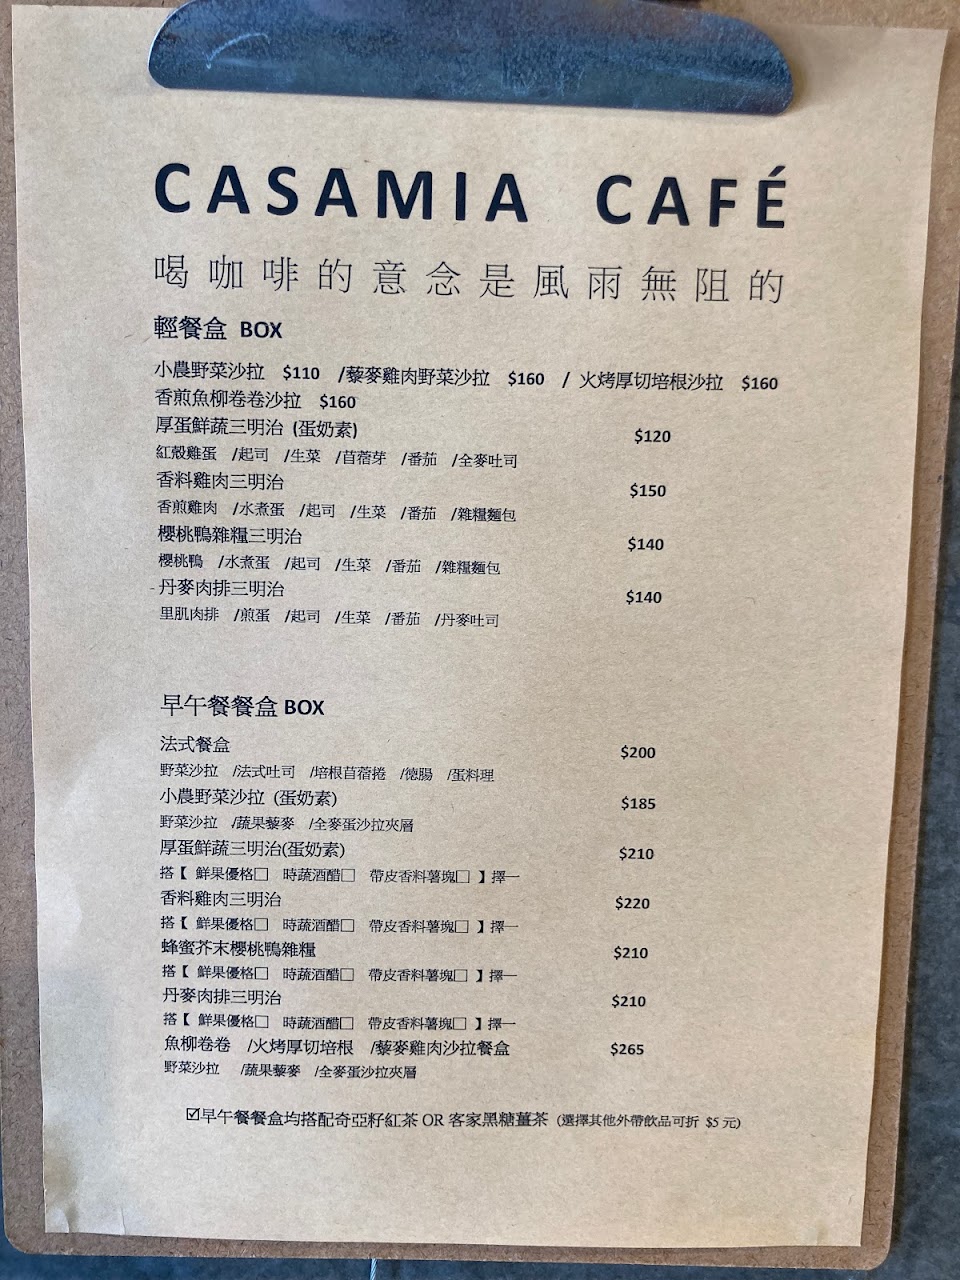 CASAMIA CAFÉ
喝咖啡的意念是風雨無阻的
輕餐盒 BOX
小農野菜沙拉 $110 /藜麥雞肉野菜沙拉 $160 / 火烤厚切培根沙拉 $160
香煎魚柳卷卷沙拉 $160
厚蛋鮮蔬三明治 (蛋奶素) $120
紅殼雞蛋 /起司 /生菜 /苜蓿芽 /番茄 /全麥吐司
香料雞肉三明治 $150
香煎雞肉 /水煮蛋 /起司 /生菜 /番茄 /雜糧麵包
櫻桃鴨雜糧三明治 $140
櫻桃鴨 /水煮蛋 /起司 /生菜 /番茄 /雜糧麵包
-丹麥肉排三明治 $140
里肌肉排 /煎蛋 /起司 /生菜 /番茄 /丹麥吐司
早午餐餐盒 BOX
法式餐盒 $200
野菜沙拉 /法式吐司 /培根苜蓿捲 /德腸 /蛋料理
小農野菜沙拉 (蛋奶素) $185
野菜沙拉 /蔬果藜麥 /全麥蛋沙拉夾層
厚蛋鮮蔬三明治(蛋奶素) $210
搭【 鮮果優格□ 時蔬酒醋□ 帶皮香料薯塊□ 】擇一
香料雞肉三明治 $220
搭【 鮮果優格□ 時蔬酒醋□ 帶皮香料薯塊□ 】擇一
蜂蜜芥末櫻桃鴨雜糧 $210
搭【 鮮果優格□ 時蔬酒醋□ 帶皮香料薯塊□ 】擇一
丹麥肉排三明治 $210
搭【 鮮果優格□ 時蔬酒醋□ 帶皮香料薯塊□ 】擇一
魚柳卷卷 /火烤厚切培根 /藜麥雞肉沙拉餐盒 $265
野菜沙拉 /蔬果藜麥 /全麥蛋沙拉夾層
☑早午餐餐盒均搭配奇亞籽紅茶 OR 客家黑糖薑茶 (選擇其他外帶飲品可折 $5 元)